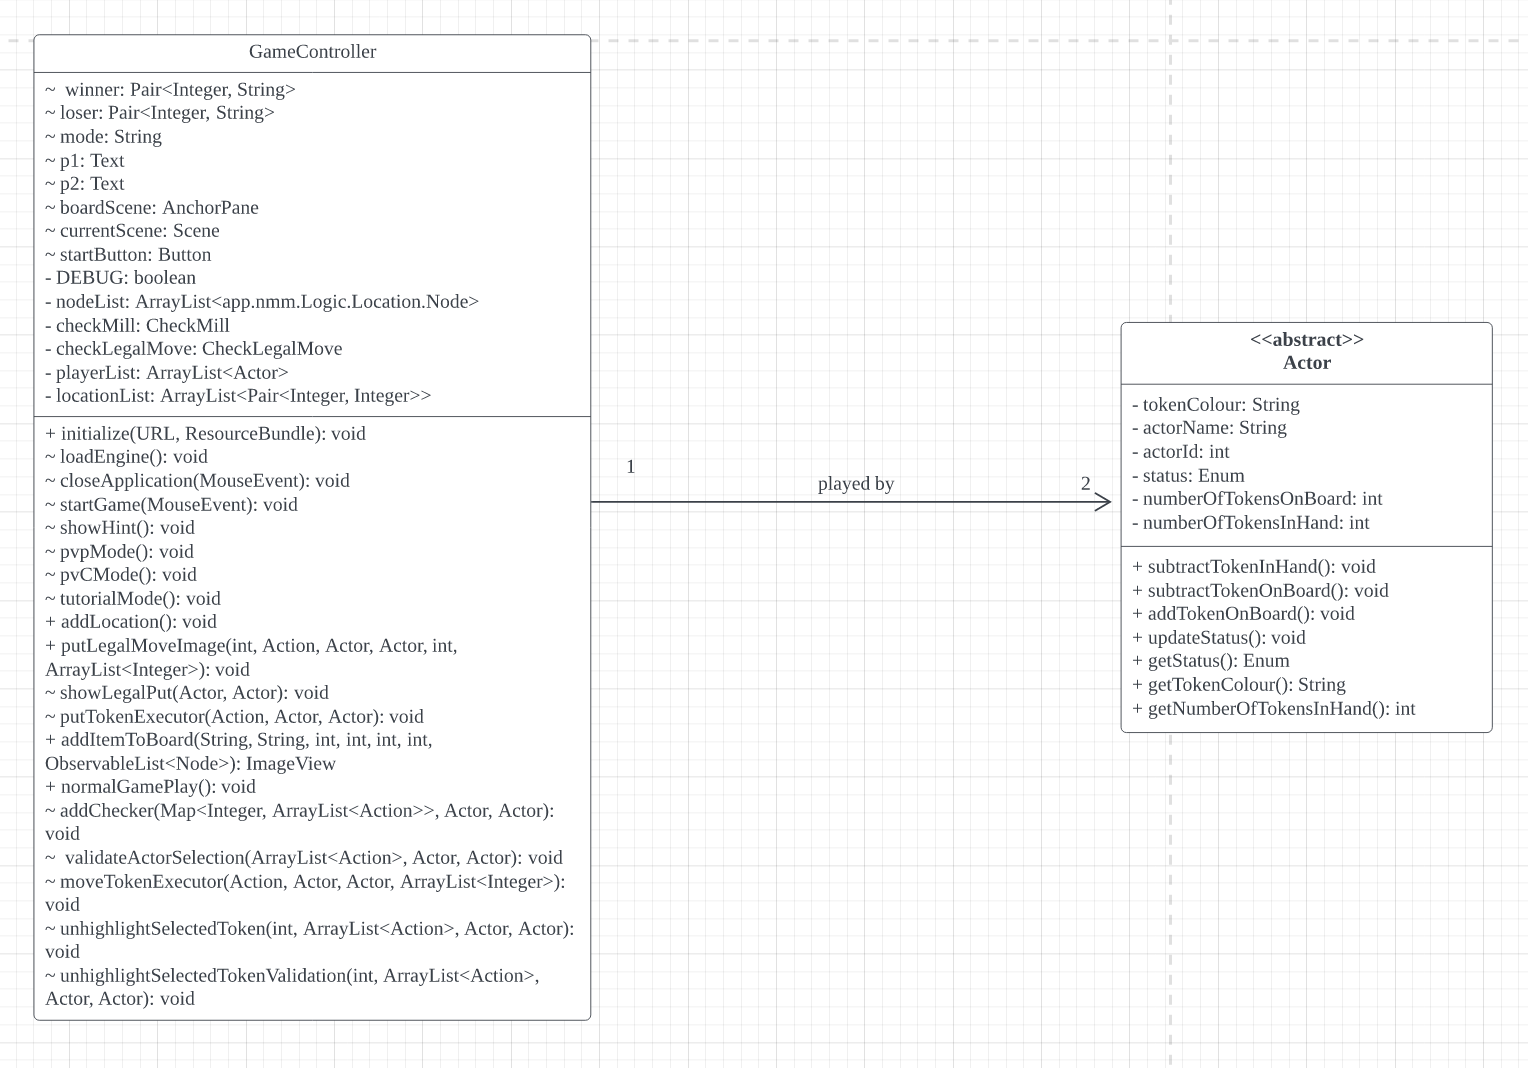 GameController
~  winner: Pair<Integer, String>
~ loser: Pair<Integer, String>
~ mode: String
~ p1: Text
~ p2: Text
~ boardScene: AnchorPane
~ currentScene: Scene
~ startButton: Button
- DEBUG: boolean
- nodeList: ArrayList<app.nmm.Logic.Location.Node>
- checkMill: CheckMill
- checkLegalMove: CheckLegalMove
- playerList: ArrayList<Actor>
- locationList: ArrayList<Pair<Integer, Integer>>
+ initialize(URL, ResourceBundle): void
~ loadEngine(): void
~ closeApplication(MouseEvent): void
~ startGame(MouseEvent): void
~ showHint(): void
~ pvpMode(): void
~ pvCMode(): void
~ tutorialMode(): void
+ addLocation(): void
+ putLegalMoveImage(int, Action, Actor, Actor, int,
ArrayList<Integer>): void
~ showLegalPut(Actor, Actor): void
~ putTokenExecutor(Action, Actor, Actor): void
+ addItemToBoard(String, String, int, int, int, int,
ObservableList<Node>): ImageView
+ normalGamePlay(): void
~ addChecker(Map<Integer, ArrayList<Action>>, Actor, Actor):
void
~  validateActorSelection(ArrayList<Action>, Actor, Actor): void
~ moveTokenExecutor(Action, Actor, Actor, ArrayList<Integer>):
void
~ unhighlightSelectedToken(int, ArrayList<Action>, Actor, Actor):
void
~ unhighlightSelectedTokenValidation(int, ArrayList<Action>,
Actor, Actor): void
1
played by
2
<<abstract>>
Actor
- tokenColour: String
- actorName: String
- actorId: int
- status: Enum
- numberOfTokensOnBoard: int
- numberOfTokensInHand: int
+ subtractTokenInHand(): void
+ subtractTokenOnBoard(): void
+ addTokenOnBoard(): void
+ updateStatus(): void
+ getStatus(): Enum
+ getTokenColour(): String
+ getNumberOfTokensInHand(): int